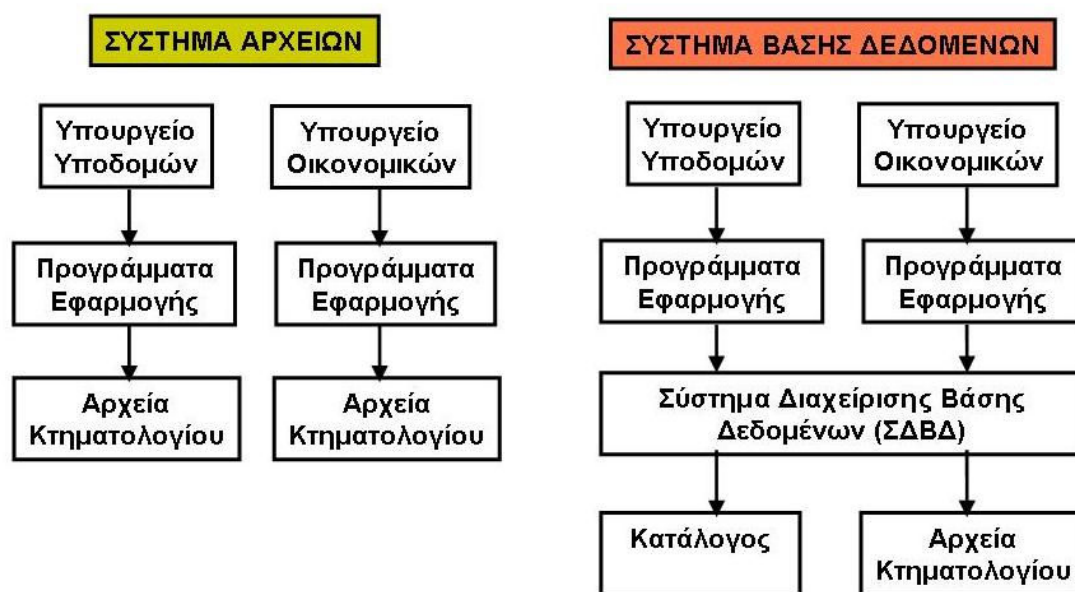 ΣΥΣΤΗΜΑ ΑΡΧΕΙΩΝ
Υπουργείο
Υποδομών
Υπουργείο
Οικονομικών
Προγράμματα
Εφαρμογής
Προγράμματα
Εφαρμογής
Αρχεία
Κτηματολογίου
Αρχεία
Κτηματολογίου
ΣΥΣΤΗΜΑ ΒΑΣΗΣ ΔΕΔΟΜΕΝΩΝ
Υπουργείο
Υποδομών
Υπουργείο
Οικονομικών
Προγράμματα
Εφαρμογής
Προγράμματα
Εφαρμογής
Σύστημα Διαχείρισης Βάσης
Δεδομένων (ΣΔΒΔ)
Κατάλογος
Αρχεία
Κτηματολογίου